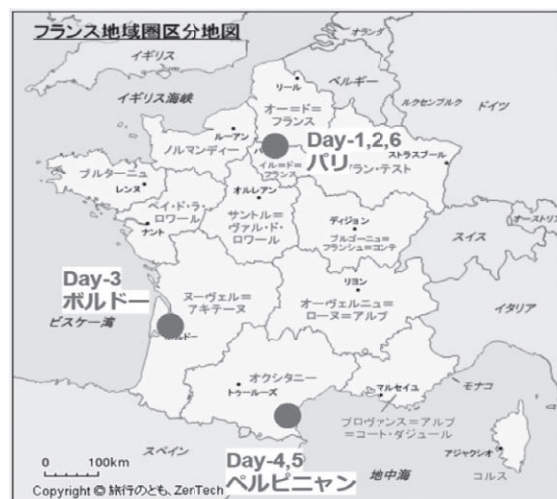 フランス地域圏区分地図
オランダ
イギリス
ベルギー
リール
イギリス海峡
オー=ド=
フランス
ルクセンブルク
ドイツ
ルーアン
Day-1,2,6
パリ
ノルマンディー
イル=ド=
フランス
ストラスブール
ラン・テスト
ブルターニュ
レンヌ
オルレアン
ペイ・ド・ラ・
ロワール
サントル=
ヴァル・ド・
ロワール
ディジョン
ブルゴーニュ=
フランシュ=コンテ
ナント
スイス
オーストリ
Day-3
ボルドー
リヨン
ヌーヴェル=
アキテーヌ
オーヴェルニュ=
ローヌ=アルプ
イタリア
ビスケー湾
オクシタニー
トゥールーズ
マルセイユ
モナコ
プロヴァンス=アルプ
=コート・ダジュール
スペイン
Day-4,5
ペルピニャン
地中海
アジャクシオ
コルス
0 100km
Copyright © 旅行のとも、ZenTech